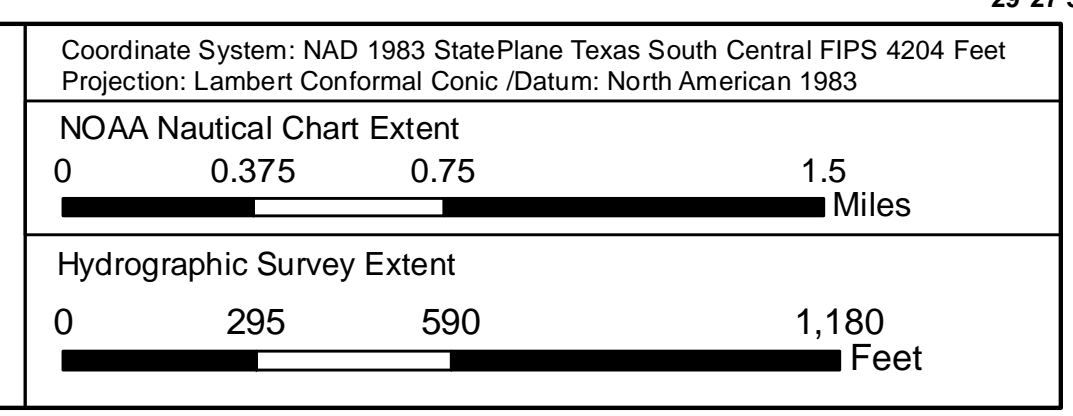 Coordinate System: NAD 1983 StatePlane Texas South Central FIPS 4204 Feet
Projection: Lambert Conformal Conic /Datum: North American 1983
NOAA Nautical Chart Extent
0 0.375 0.75 1.5
Miles
Hydrographic Survey Extent
0 295 590 1,180
Feet